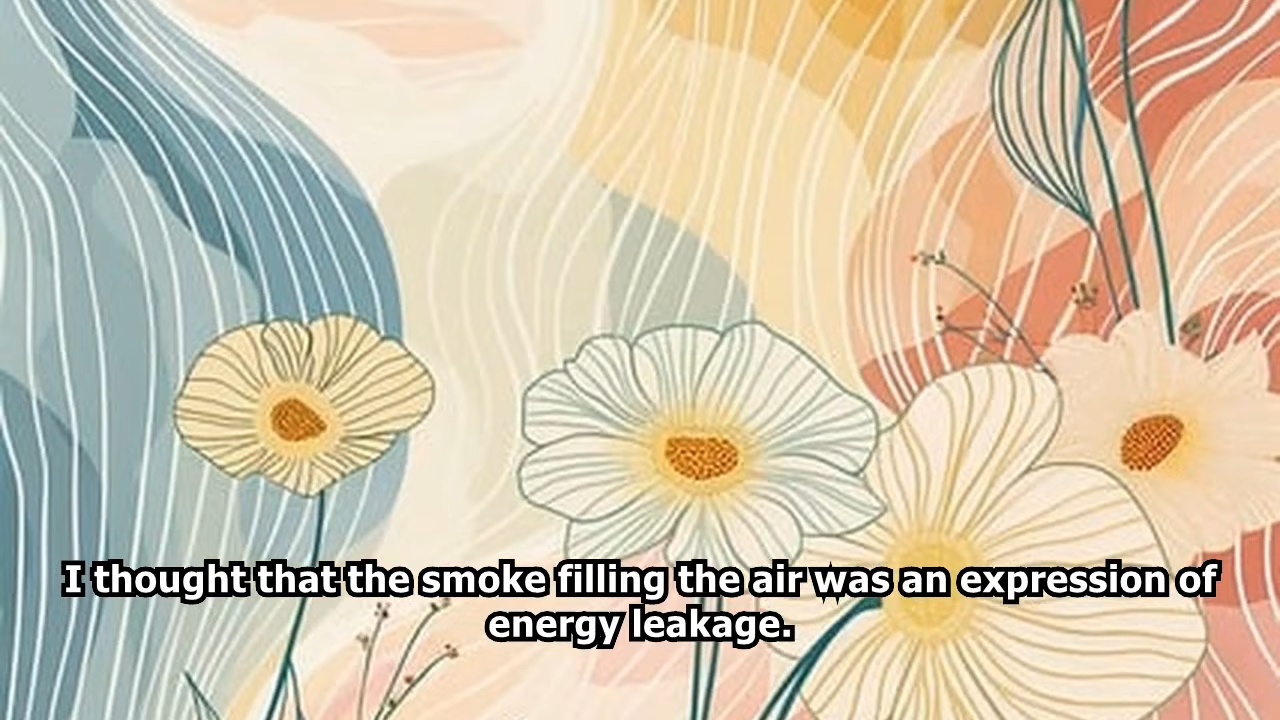 I thought that the smoke filling the air was an expression of
energy leakage.